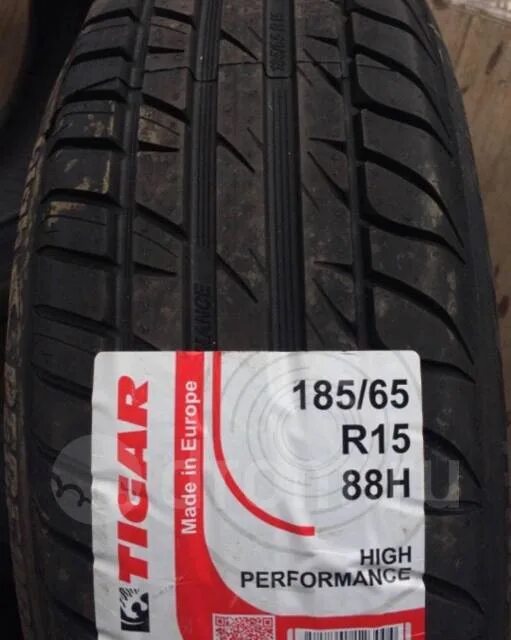 185/65
R15
88H
HIGH
PERFORMANCE
TIGAR
Made in Europe